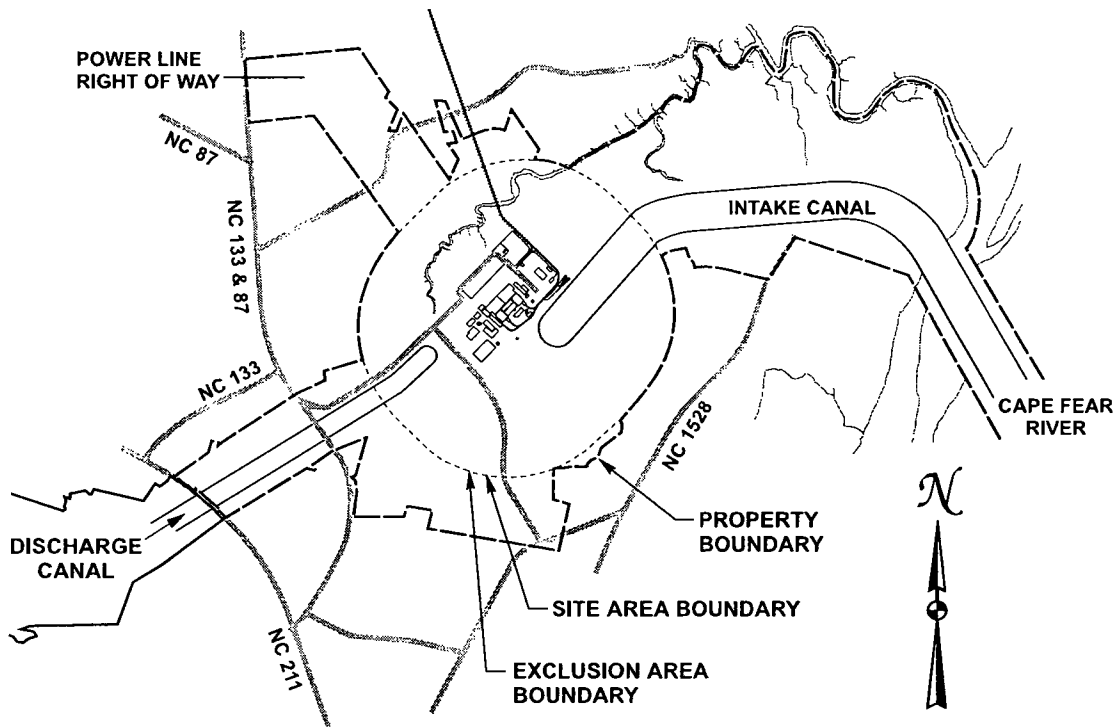 POWER LINE
RIGHT OF WAY
NC 87
NC 133 & 87
INTAKE CANAL
NC 133
CAPE FEAR
RIVER
NC 1528
N
PROPERTY
BOUNDARY
DISCHARGE
CANAL
SITE AREA BOUNDARY
NC 211
EXCLUSION AREA
BOUNDARY